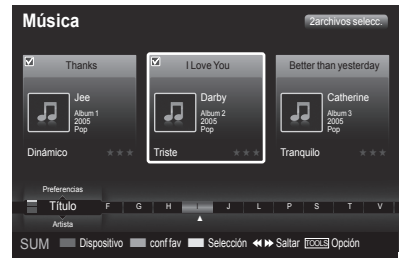 Música 2archivos selecc.
Thanks I Love You Better than yesterday
Jee Darby Catherine
Album 1 Album 2 Album 3
2005 2005 2005
Pop Pop Pop
Dinámico Triste Tranquilo
Preferencias
Título F G H I J L P S T V
Artista
SUM Dispositivo conf fav Selección Saltar TOOLS Opción